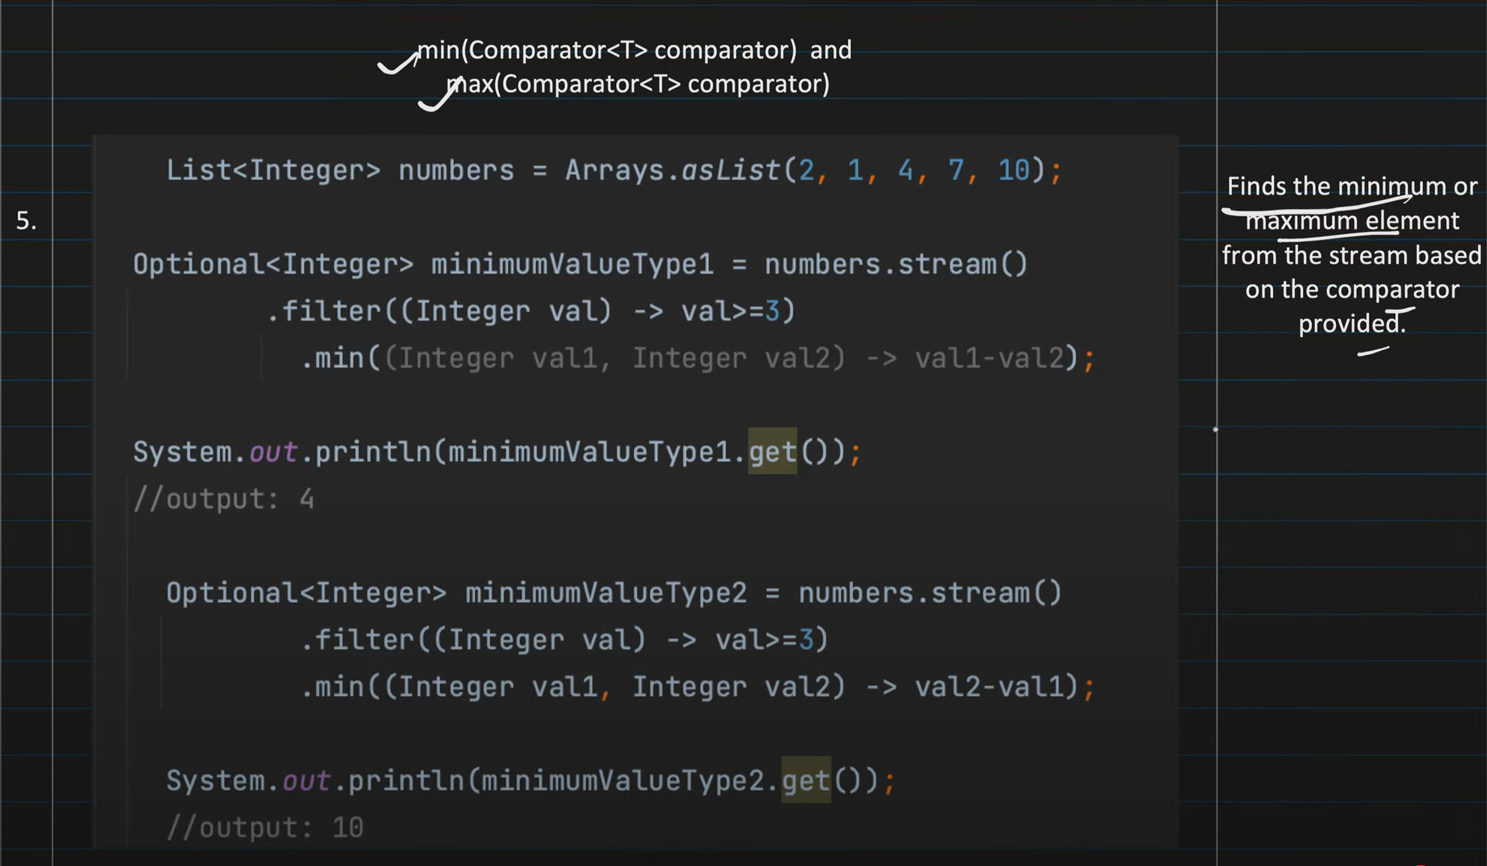 min(Comparator<T> comparator) and
max(Comparator<T> comparator)
5.
List<Integer> numbers = Arrays.asList(2, 1, 4, 7, 10);
Optional<Integer> minimumValueType1 = numbers.stream()
.filter((Integer val) -> val>=3)
.min((Integer val1, Integer val2) -> val1-val2);
System.out.println(minimumValueType1.get());
//output: 4
Optional<Integer> minimumValueType2 = numbers.stream()
.filter((Integer val) -> val>=3)
.min((Integer val1, Integer val2) -> val2-val1);
System.out.println(minimumValueType2.get());
//output: 10
Finds the minimum or
maximum element
from the stream based
on the comparator
provided.